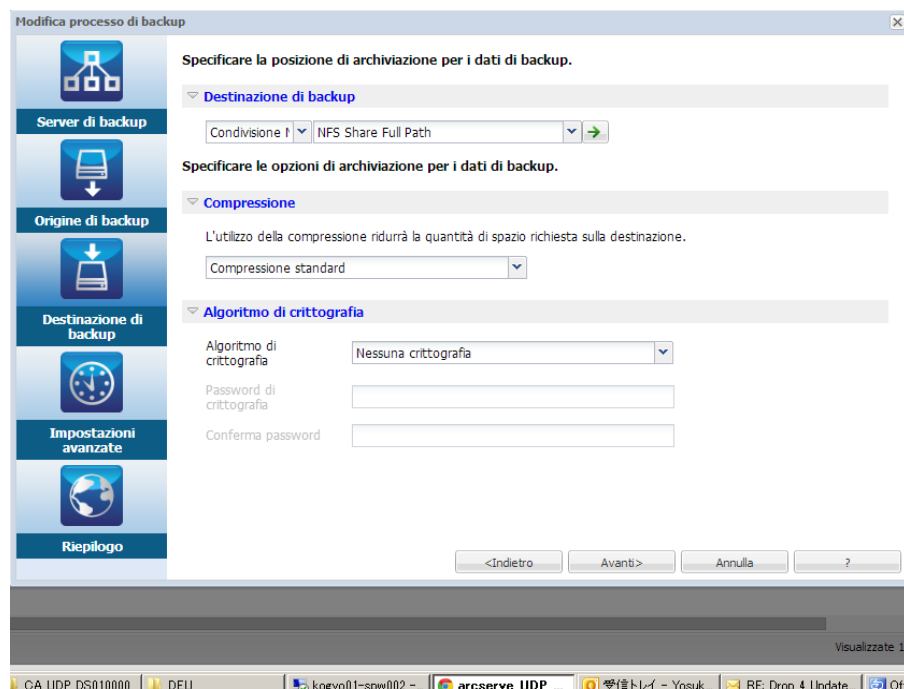 Modifica processo di backup
Server di backup
Origine di backup
Destinazione di
backup
Impostazioni
avanzate
Riepilogo
Specificare la posizione di archiviazione per i dati di backup.
Destinazione di backup
Condivisione N
NFS Share Full Path
Specificare le opzioni di archiviazione per i dati di backup.
Compressione
L'utilizzo della compressione ridurrà la quantità di spazio richiesta sulla destinazione.
Compressione standard
Algoritmo di crittografia
Algoritmo di
crittografia
Nessuna crittografia
Password di
crittografia
Conferma password
<Indietro
Avanti>
Annulla
?
Visualizzate 1
CA UDP DS010000
DEU
kogyo01-spw002 -
arcserve UDP ...
受信トレイ - Yosuk...
RE: Drop 4 Update